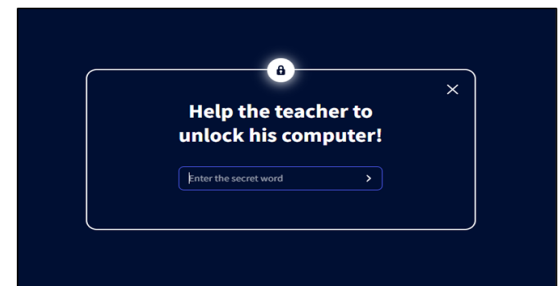 Help the teacher to
unlock his computer!
Enter the secret word